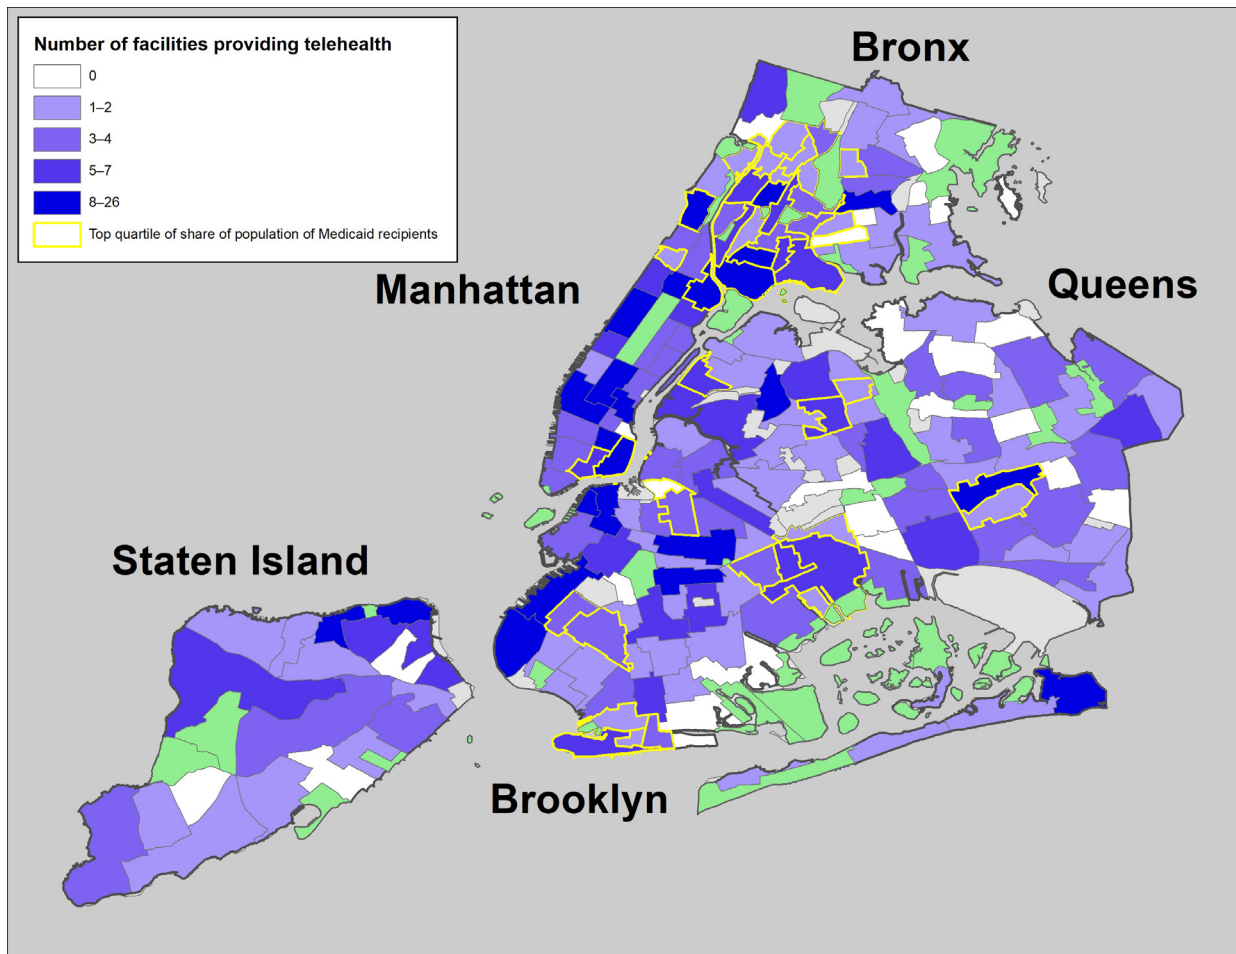 Number of facilities providing telehealth
0
1–2
3–4
5–7
8–26
Top quartile of share of population of Medicaid recipients
Bronx
Manhattan
Queens
Staten Island
Brooklyn